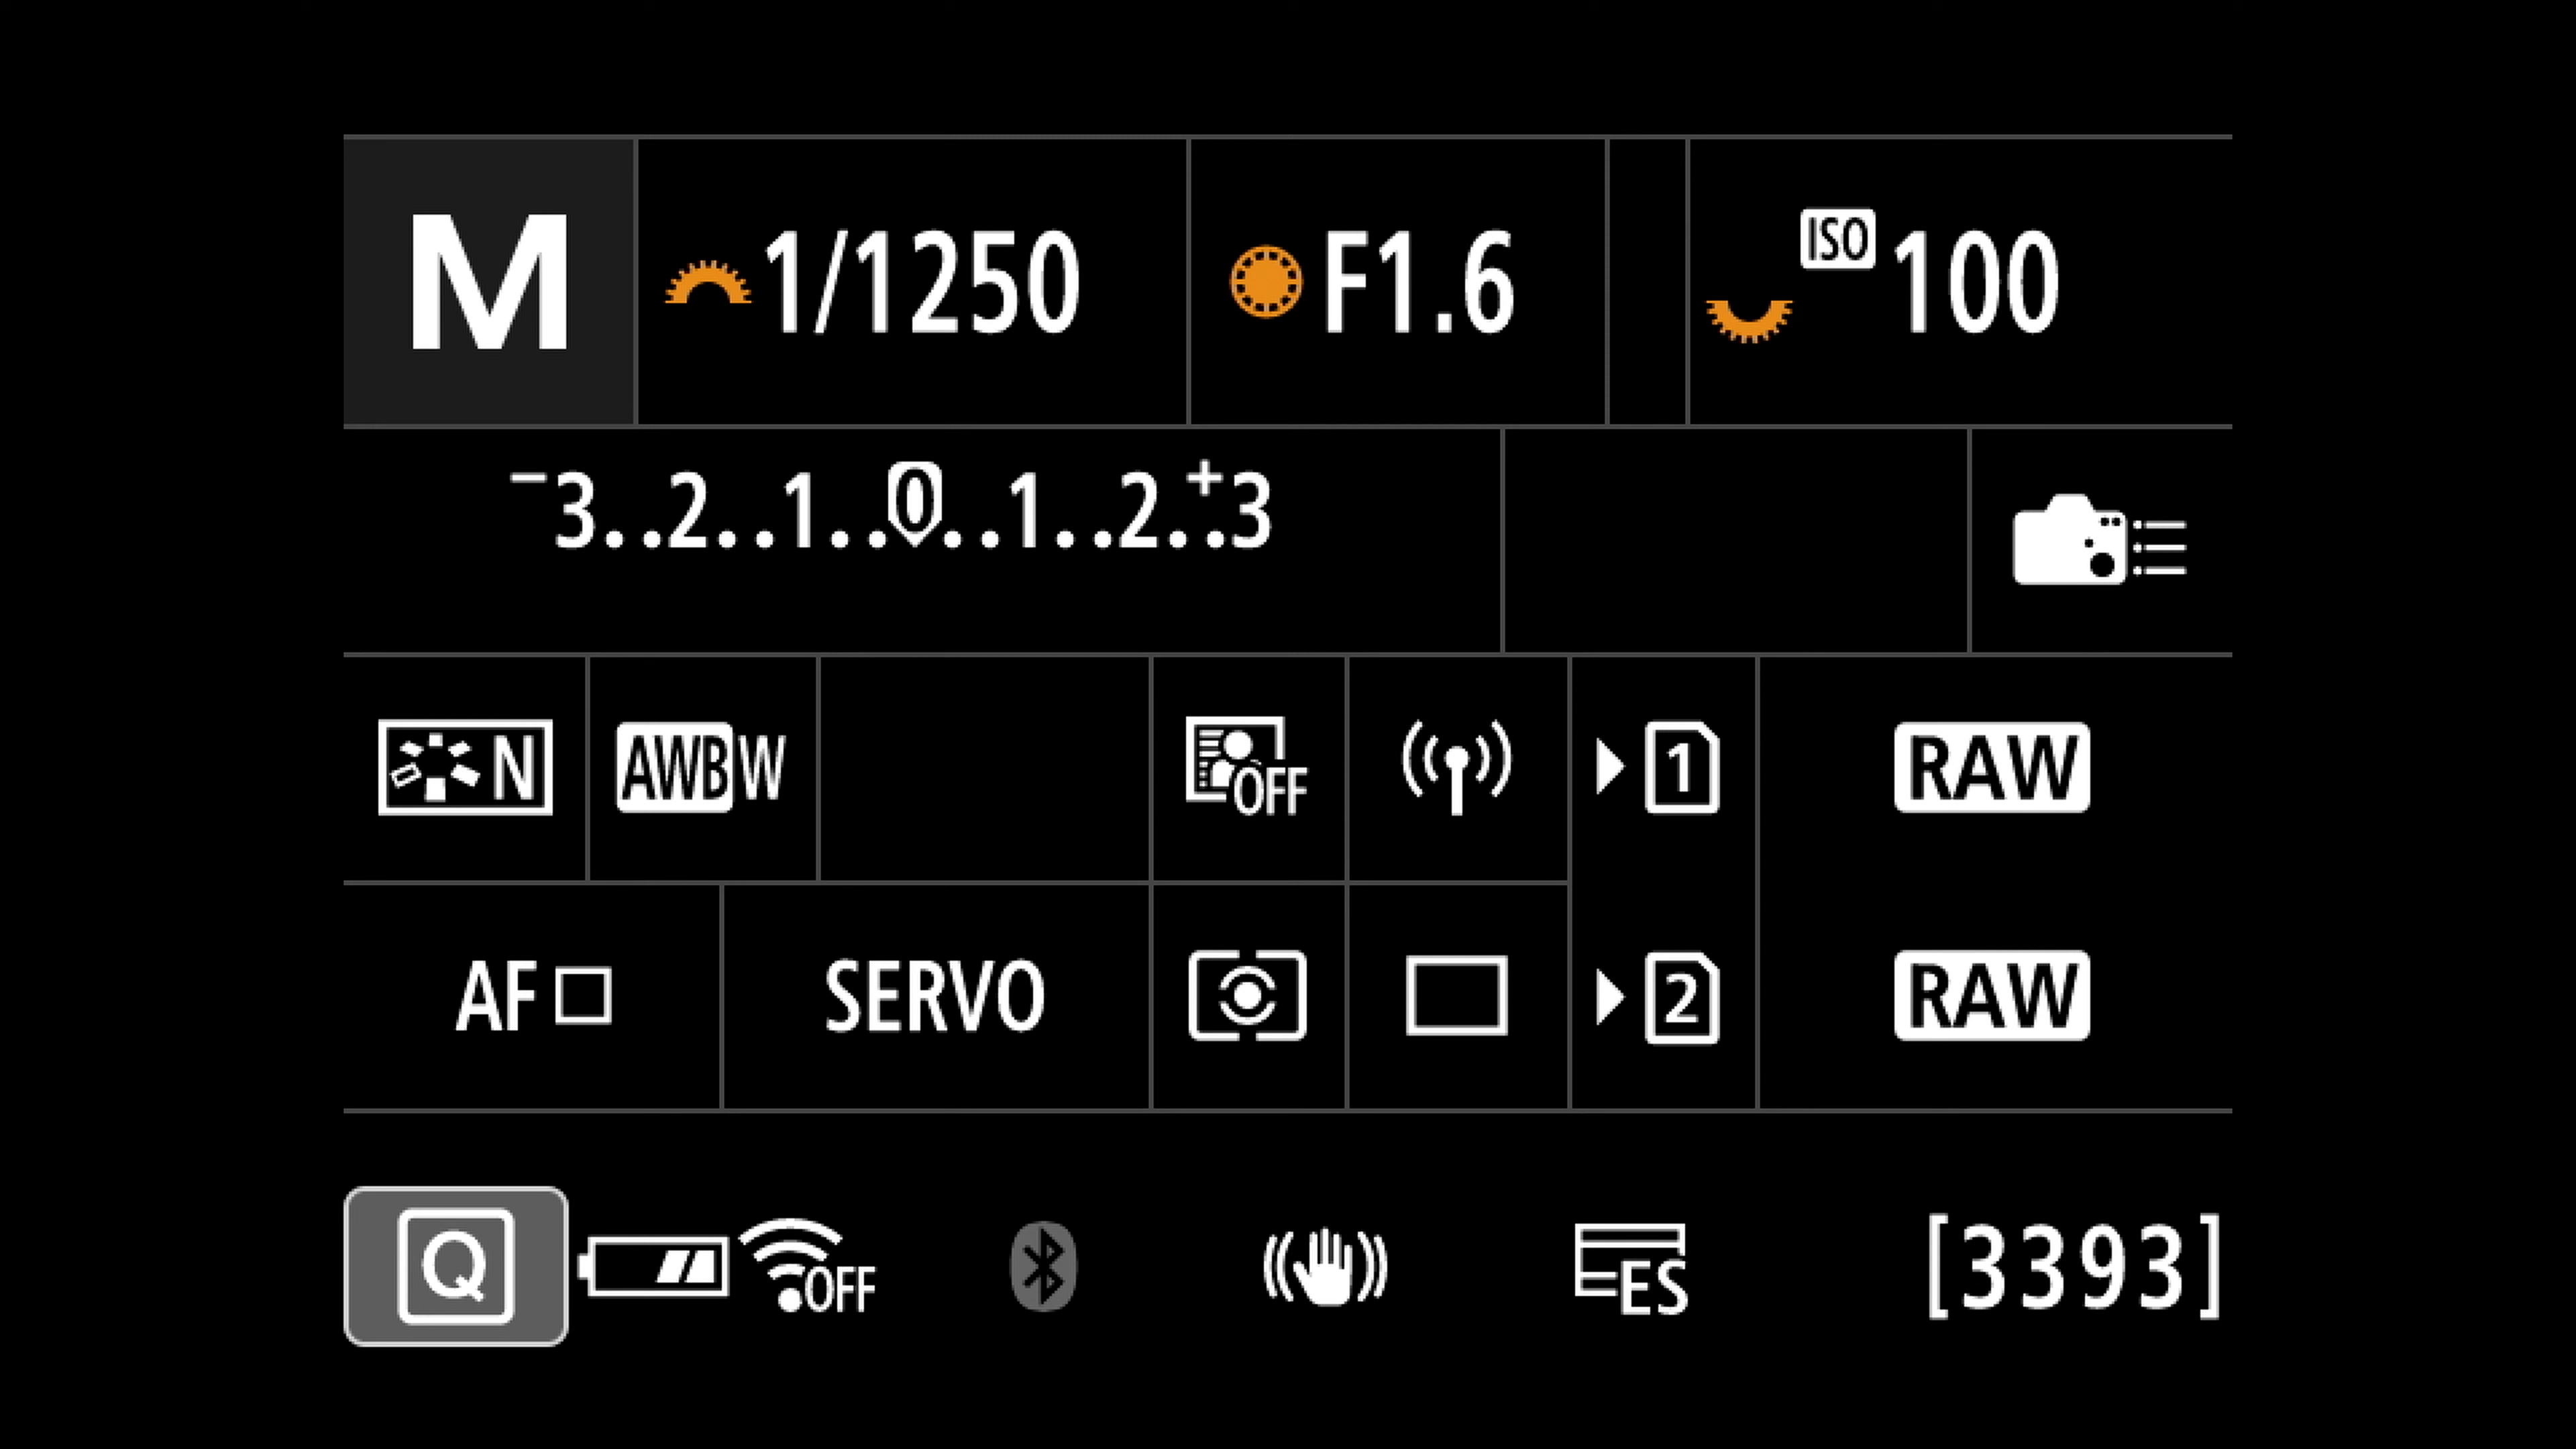 M 1/1250 F1.6 ISO 100
−3..2..1..0..1..2..+3
N AWB W OFF 1 RAW
AF SERVO 2 RAW
Q OFF ES [3393]